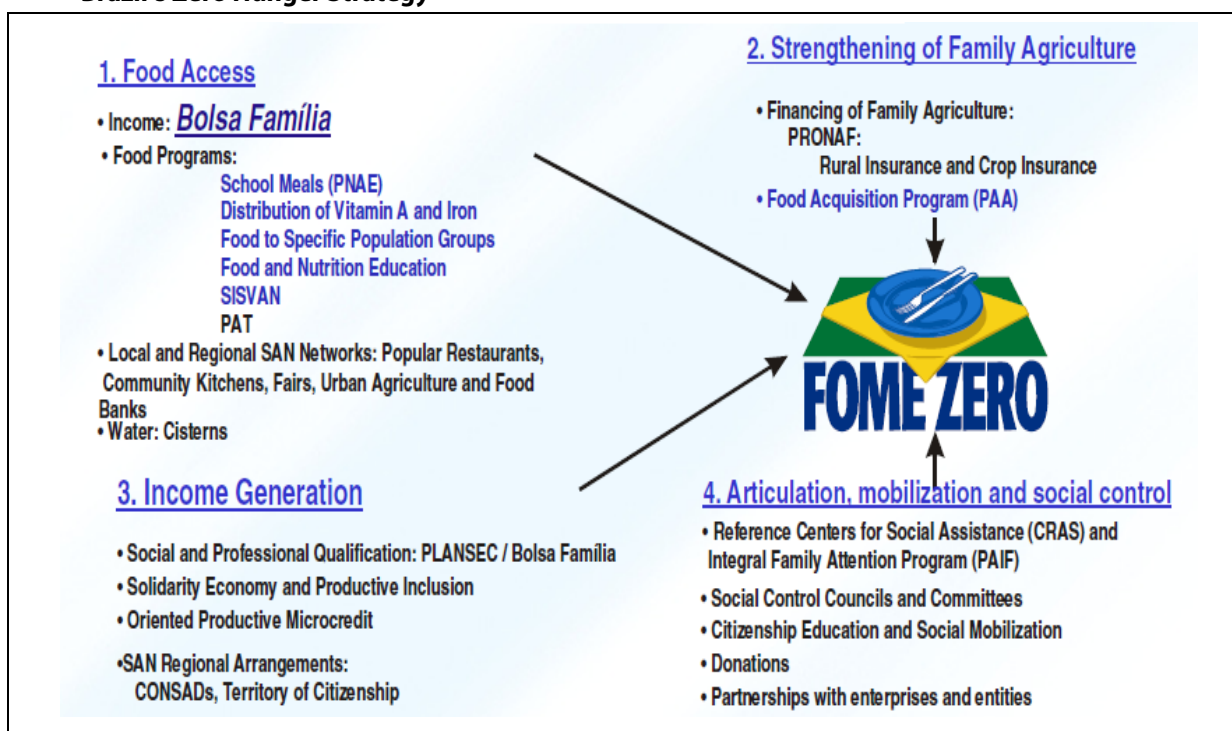 Brazil's Zero Hunger Strategy
1. Food Access
• Income: Bolsa Família
• Food Programs:
School Meals (PNAE)
Distribution of Vitamin A and Iron
Food to Specific Population Groups
Food and Nutrition Education
SISVAN
PAT
• Local and Regional SAN Networks: Popular Restaurants,
Community Kitchens, Fairs, Urban Agriculture and Food
Banks
• Water: Cisterns
2. Strengthening of Family Agriculture
• Financing of Family Agriculture:
PRONAF:
Rural Insurance and Crop Insurance
• Food Acquisition Program (PAA)
FOME ZERO
3. Income Generation
• Social and Professional Qualification: PLANSEC / Bolsa Família
• Solidarity Economy and Productive Inclusion
• Oriented Productive Microcredit
•SAN Regional Arrangements:
CONSADs, Territory of Citizenship
4. Articulation, mobilization and social control
• Reference Centers for Social Assistance (CRAS) and
Integral Family Attention Program (PAIF)
• Social Control Councils and Committees
• Citizenship Education and Social Mobilization
• Donations
• Partnerships with enterprises and entities